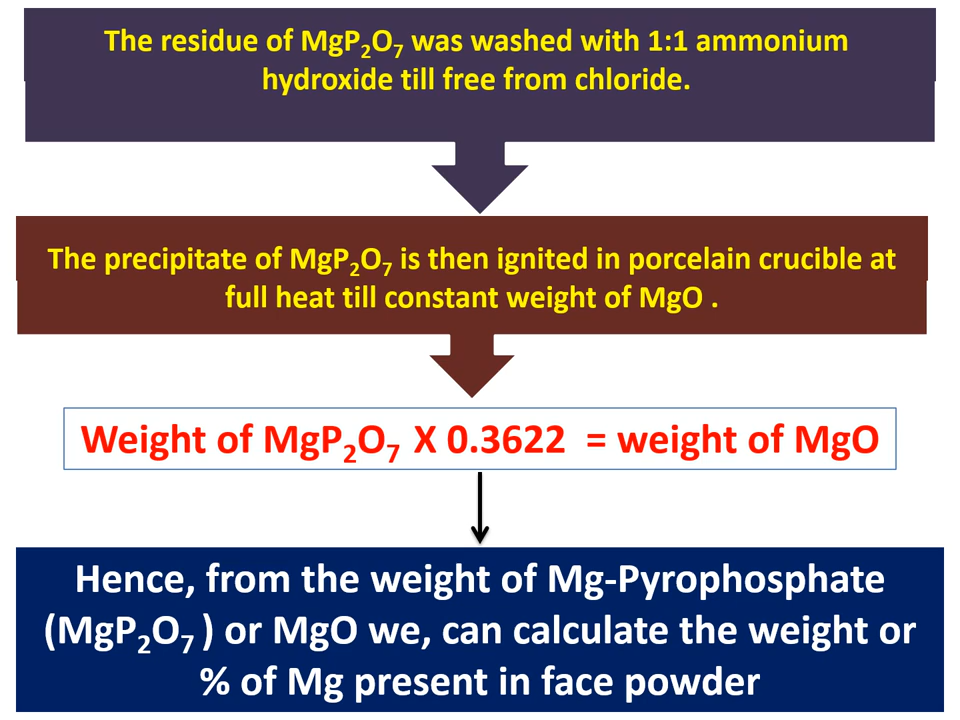 The residue of MgP₂O₇ was washed with 1:1 ammonium
hydroxide till free from chloride.
The precipitate of MgP₂O₇ is then ignited in porcelain crucible at
full heat till constant weight of MgO .
Weight of MgP₂O₇ X 0.3622 = weight of MgO
Hence, from the weight of Mg-Pyrophosphate
(MgP₂O₇ ) or MgO we, can calculate the weight or
% of Mg present in face powder